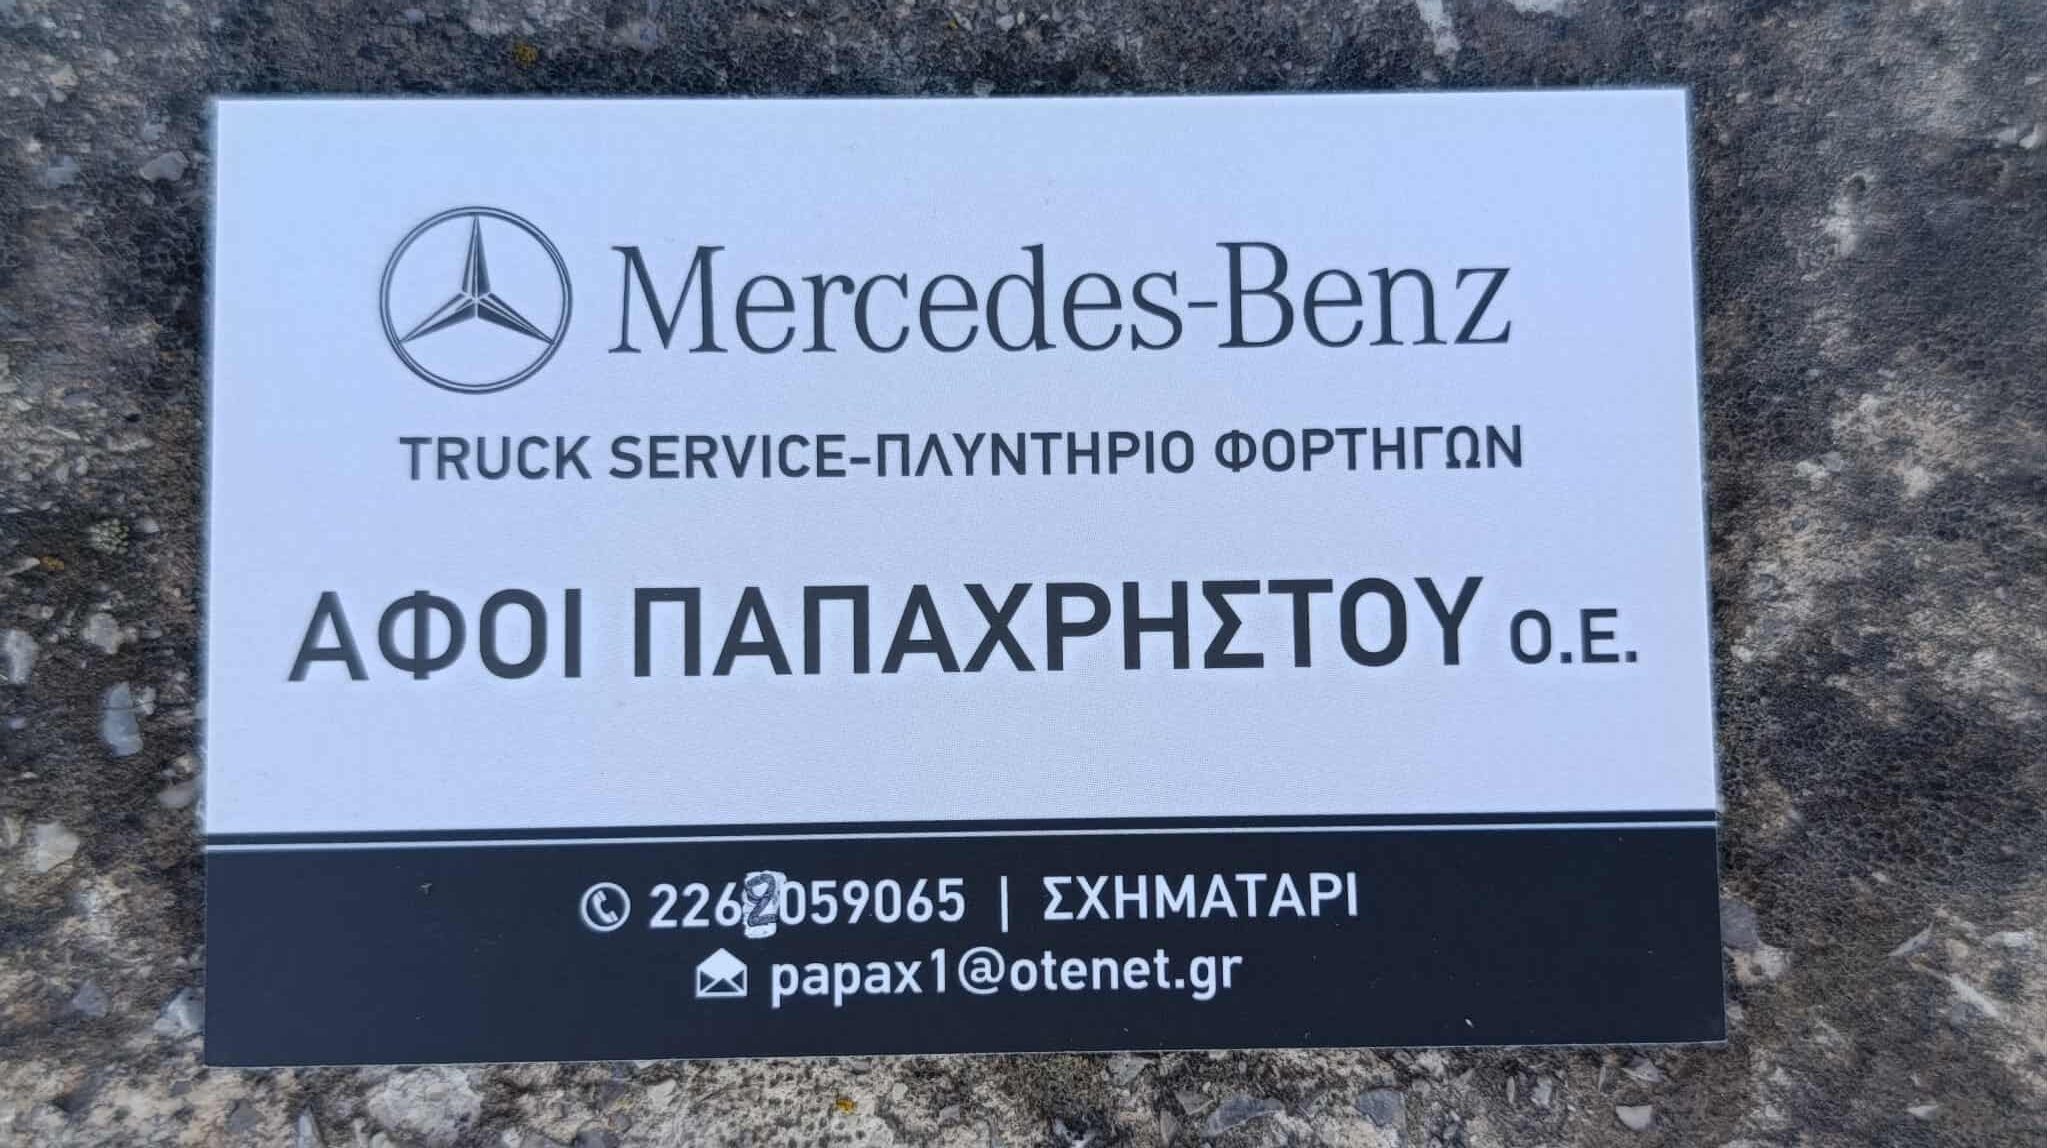 Mercedes-Benz
TRUCK SERVICE-ΠΛΥΝΤΗΡΙΟ ΦΟΡΤΗΓΩΝ
ΑΦΟΙ ΠΑΠΑΧΡΗΣΤΟΥ Ο.Ε.
2262059065 | ΣΧΗΜΑΤΑΡΙ
papax1@otenet.gr